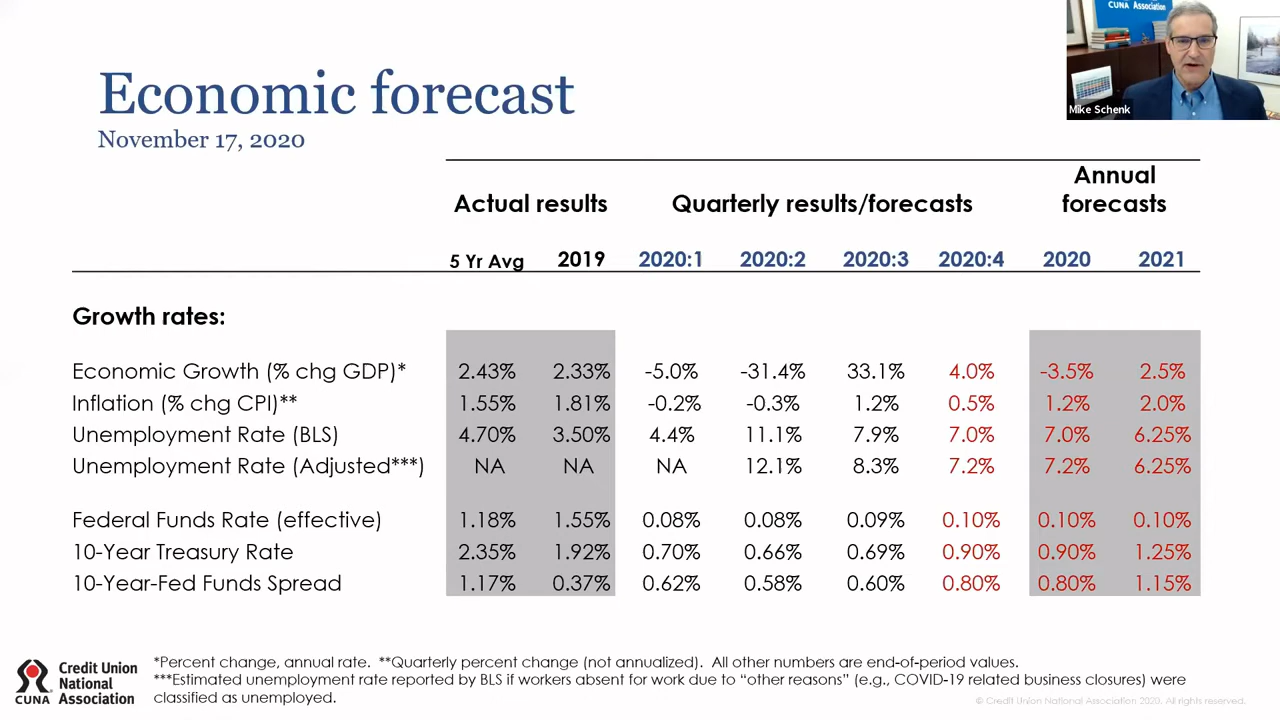 CUNA Association
Mike Schenk
Economic forecast
November 17, 2020
Annual
Actual results Quarterly results/forecasts forecasts
5 Yr Avg 2019 2020:1 2020:2 2020:3 2020:4 2020 2021
Growth rates:
Economic Growth (% chg GDP)* 2.43% 2.33% -5.0% -31.4% 33.1% 4.0% -3.5% 2.5%
Inflation (% chg CPI)** 1.55% 1.81% -0.2% -0.3% 1.2% 0.5% 1.2% 2.0%
Unemployment Rate (BLS) 4.70% 3.50% 4.4% 11.1% 7.9% 7.0% 7.0% 6.25%
Unemployment Rate (Adjusted***) NA NA NA 12.1% 8.3% 7.2% 7.2% 6.25%
Federal Funds Rate (effective) 1.18% 1.55% 0.08% 0.08% 0.09% 0.10% 0.10% 0.10%
10-Year Treasury Rate 2.35% 1.92% 0.70% 0.66% 0.69% 0.90% 0.90% 1.25%
10-Year-Fed Funds Spread 1.17% 0.37% 0.62% 0.58% 0.60% 0.80% 0.80% 1.15%
*Percent change, annual rate. **Quarterly percent change (not annualized). All other numbers are end-of-period values.
***Estimated unemployment rate reported by BLS if workers absent for work due to “other reasons” (e.g., COVID-19 related business closures) were
classified as unemployed.
Credit Union
National
CUNA Association
© Credit Union National Association 2020. All rights reserved.